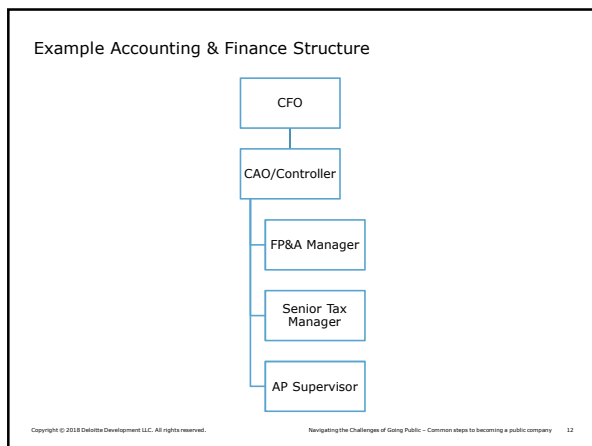 Example Accounting & Finance Structure
CFO
CAO/Controller
FP&A Manager
Senior Tax
Manager
AP Supervisor
Copyright © 2018 Deloitte Development LLC. All rights reserved.
Navigating the Challenges of Going Public – Common steps to becoming a public company 12